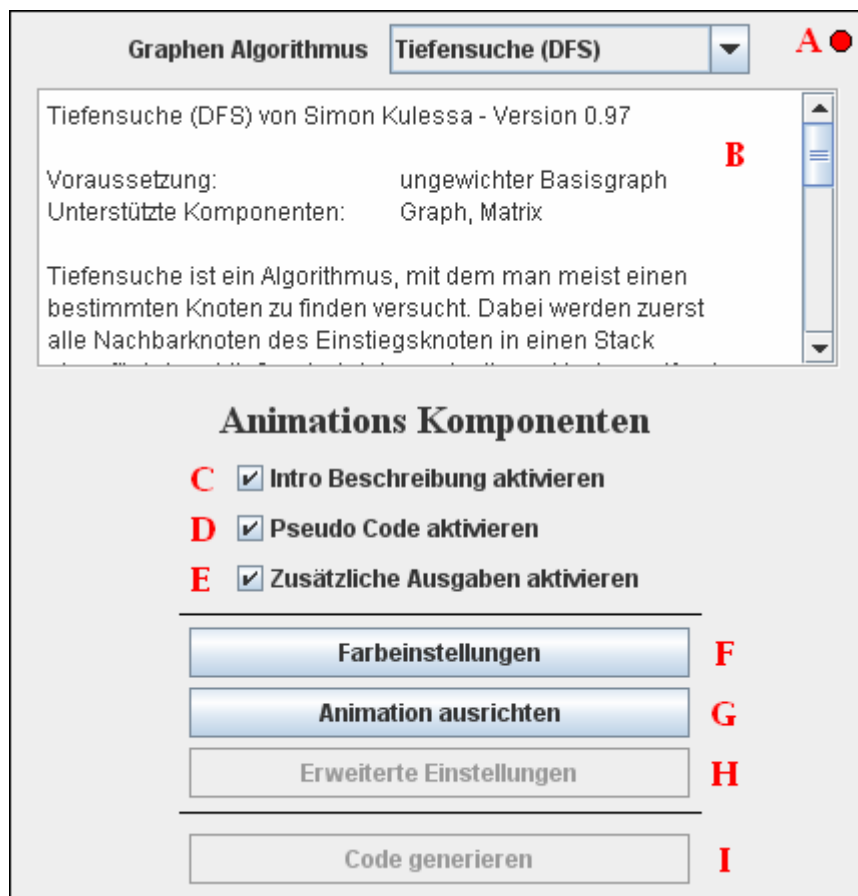 Graphen Algorithmus Tiefensuche (DFS) A
Tiefensuche (DFS) von Simon Kulessa - Version 0.97
B
Voraussetzung: ungewichter Basisgraph
Unterstützte Komponenten: Graph, Matrix
Tiefensuche ist ein Algorithmus, mit dem man meist einen
bestimmten Knoten zu finden versucht. Dabei werden zuerst
alle Nachbarknoten des Einstiegsknoten in einen Stack
Animations Komponenten
C Intro Beschreibung aktivieren
D Pseudo Code aktivieren
E Zusätzliche Ausgaben aktivieren
Farbeinstellungen F
Animation ausrichten G
Erweiterte Einstellungen H
Code generieren I